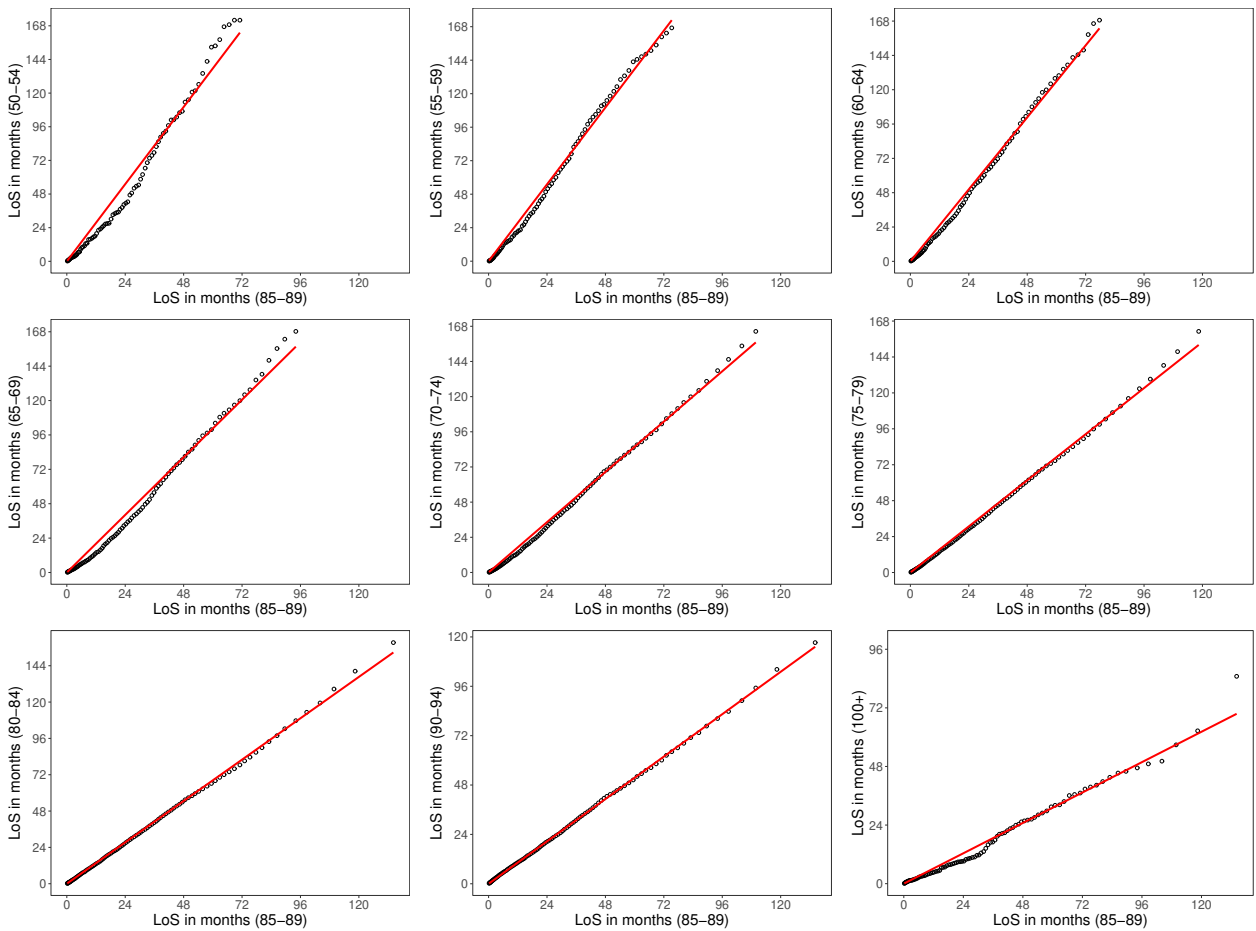 168
144
120
96
72
48
24
0
LoS in months (50−54)
0 24 48 72 96 120
LoS in months (85−89)
168
144
120
96
72
48
24
0
LoS in months (55−59)
0 24 48 72 96 120
LoS in months (85−89)
168
144
120
96
72
48
24
0
LoS in months (60−64)
0 24 48 72 96 120
LoS in months (85−89)
168
144
120
96
72
48
24
0
LoS in months (65−69)
0 24 48 72 96 120
LoS in months (85−89)
168
144
120
96
72
48
24
0
LoS in months (70−74)
0 24 48 72 96 120
LoS in months (85−89)
168
144
120
96
72
48
24
0
LoS in months (75−79)
0 24 48 72 96 120
LoS in months (85−89)
144
120
96
72
48
24
0
LoS in months (80−84)
0 24 48 72 96 120
LoS in months (85−89)
120
96
72
48
24
0
LoS in months (90−94)
0 24 48 72 96 120
LoS in months (85−89)
96
72
48
24
0
LoS in months (100+)
0 24 48 72 96 120
LoS in months (85−89)